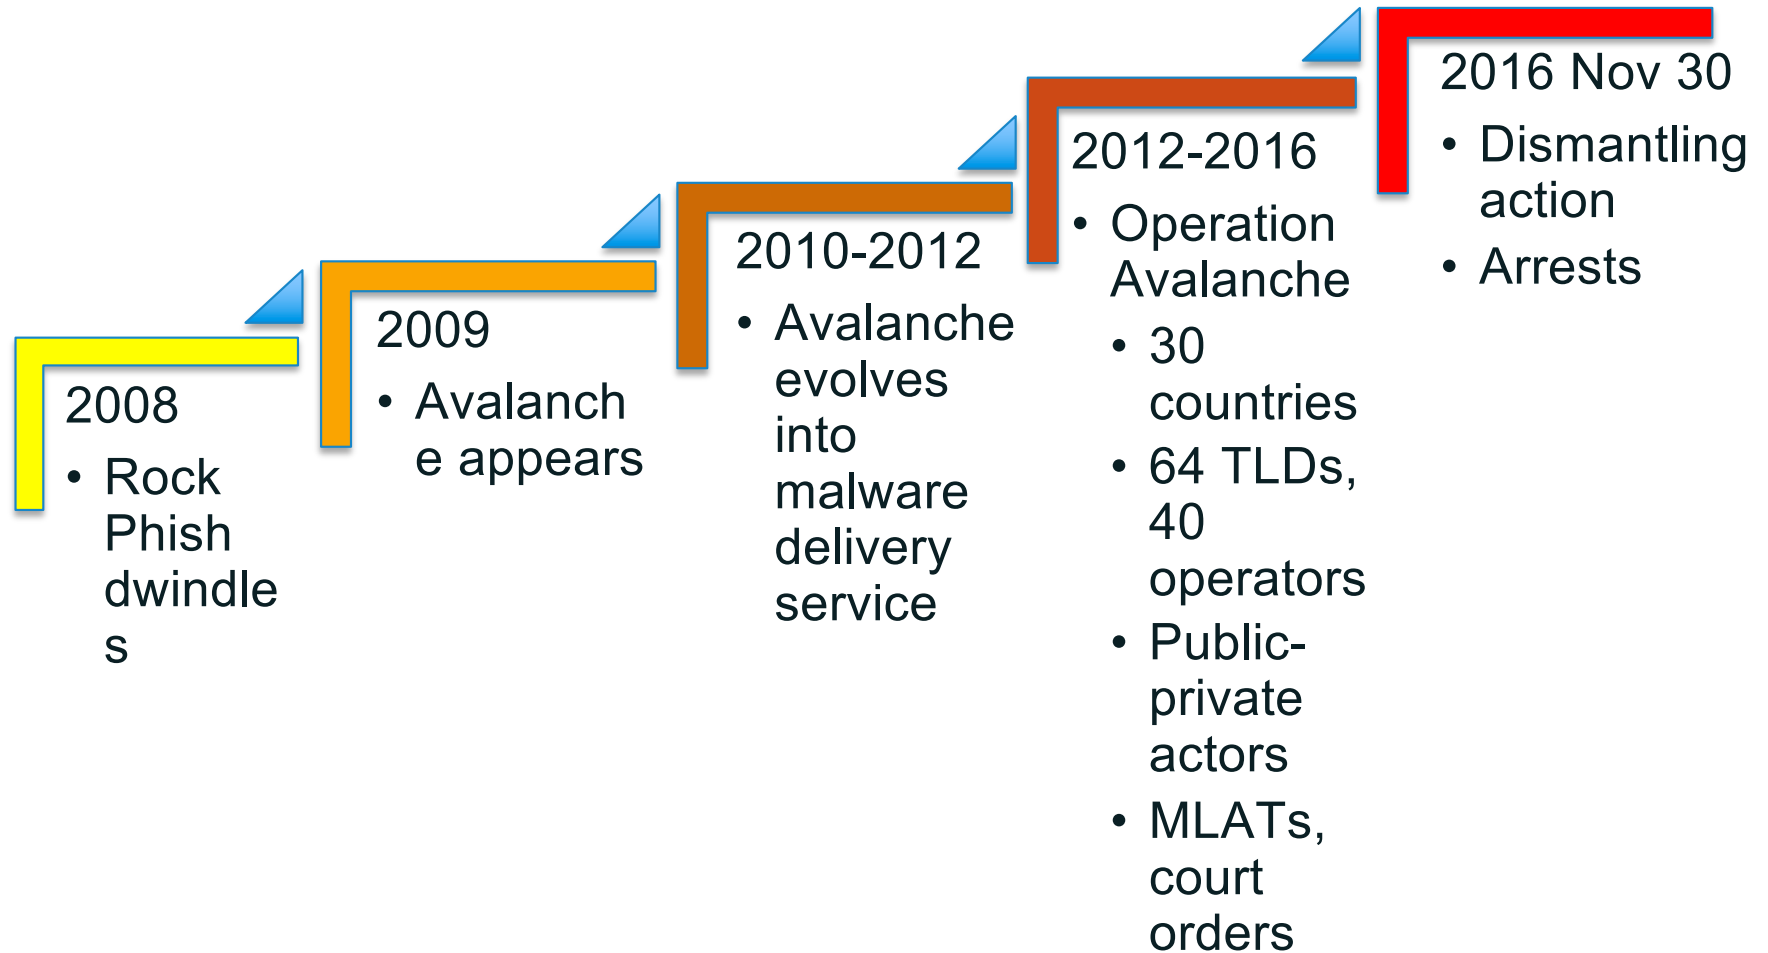 2008
• Rock
Phish
dwindle
s
2009
• Avalanch
e appears
2010-2012
• Avalanche
evolves
into
malware
delivery
service
2012-2016
• Operation
Avalanche
• 30
countries
• 64 TLDs,
40
operators
• Public-
private
actors
• MLATs,
court
orders
2016 Nov 30
• Dismantling
action
• Arrests